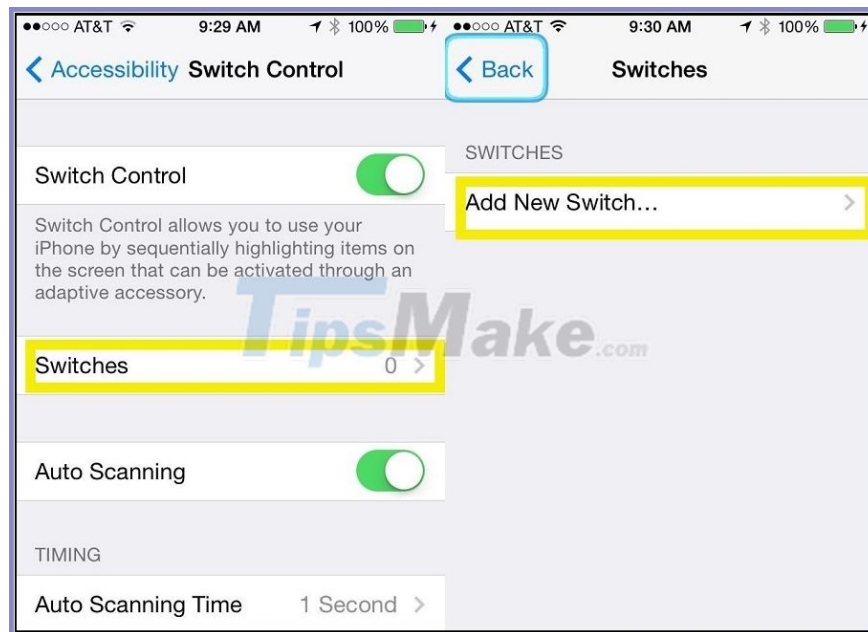 AT&T 9:29 AM 100%
Accessibility Switch Control
Switch Control
Switch Control allows you to use your
iPhone by sequentially highlighting items on
the screen that can be activated through an
adaptive accessory.
Switches 0
Auto Scanning
TIMING
Auto Scanning Time 1 Second
AT&T 9:30 AM 100%
Back Switches
SWITCHES
Add New Switch...
TipsMake.com